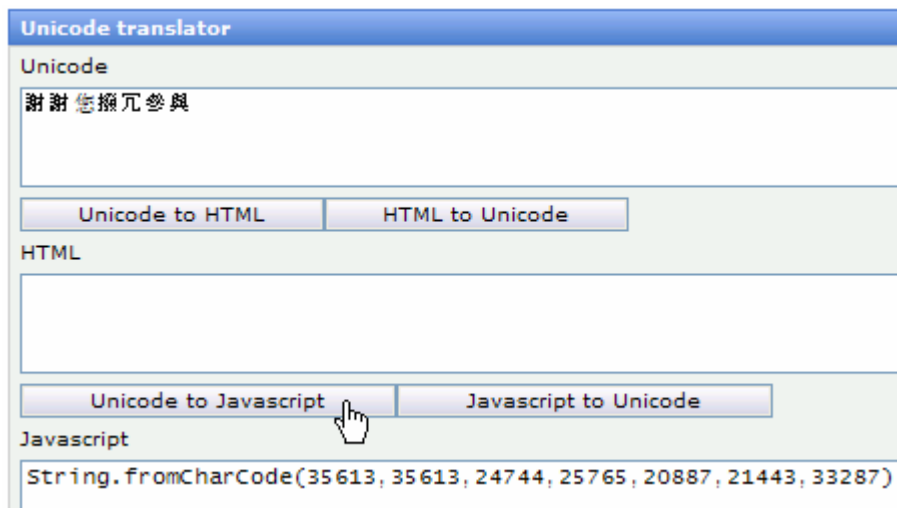 Unicode translator
Unicode
謝謝您撥冗參與
Unicode to HTML
HTML to Unicode
HTML
Unicode to Javascript
Javascript to Unicode
Javascript
String.fromCharCode(35613,35613,24744,25765,20887,21443,33287)